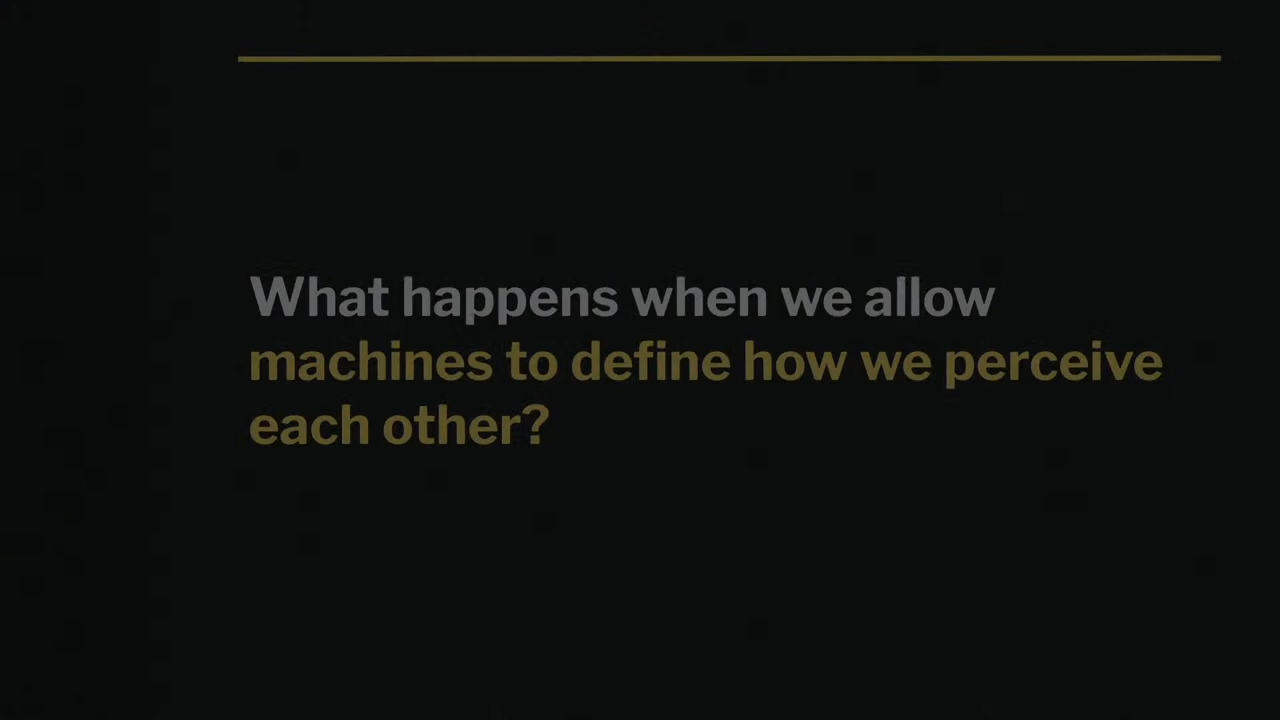 What happens when we allow
machines to define how we perceive
each other?